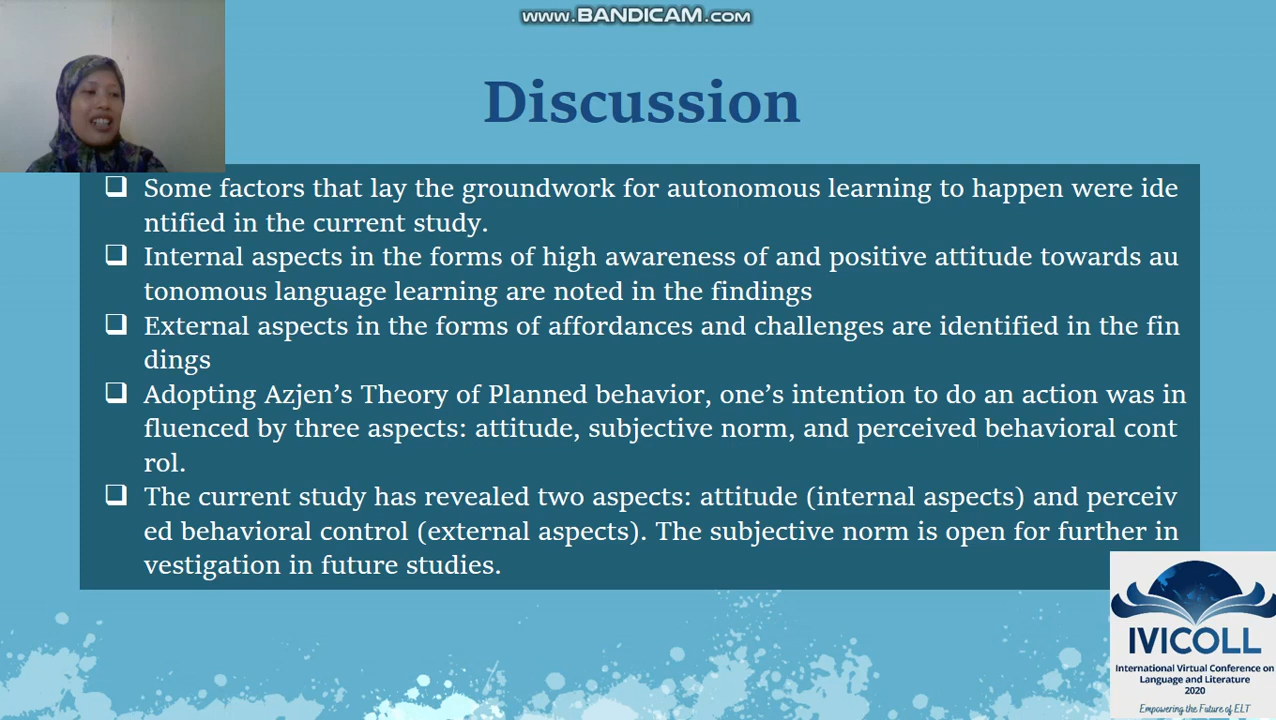 www.BANDICAM.com
Discussion
❑ Some factors that lay the groundwork for autonomous learning to happen were ide
ntified in the current study.
❑ Internal aspects in the forms of high awareness of and positive attitude towards au
tonomous language learning are noted in the findings
❑ External aspects in the forms of affordances and challenges are identified in the fin
dings
❑ Adopting Azjen’s Theory of Planned behavior, one’s intention to do an action was in
fluenced by three aspects: attitude, subjective norm, and perceived behavioral cont
rol.
❑ The current study has revealed two aspects: attitude (internal aspects) and perceiv
ed behavioral control (external aspects). The subjective norm is open for further in
vestigation in future studies.
IVICOLL
International Virtual Conference on
Language and Literature
2020
Empowering the Future of ELT